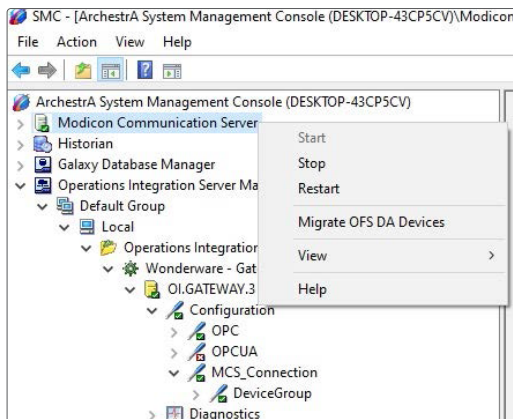 SMC - [ArchestrA System Management Console (DESKTOP-43CP5CV)\Modicon
File Action View Help
ArchestrA System Management Console (DESKTOP-43CP5CV)
Modicon Communication Server
Historian
Galaxy Database Manager
Operations Integration Server Ma
Default Group
Local
Operations Integration
Wonderware - Gat
OI.GATEWAY.3
Configuration
OPC
OPCUA
MCS_Connection
DeviceGroup
Diagnostics
Start
Stop
Restart
Migrate OFS DA Devices
View
Help